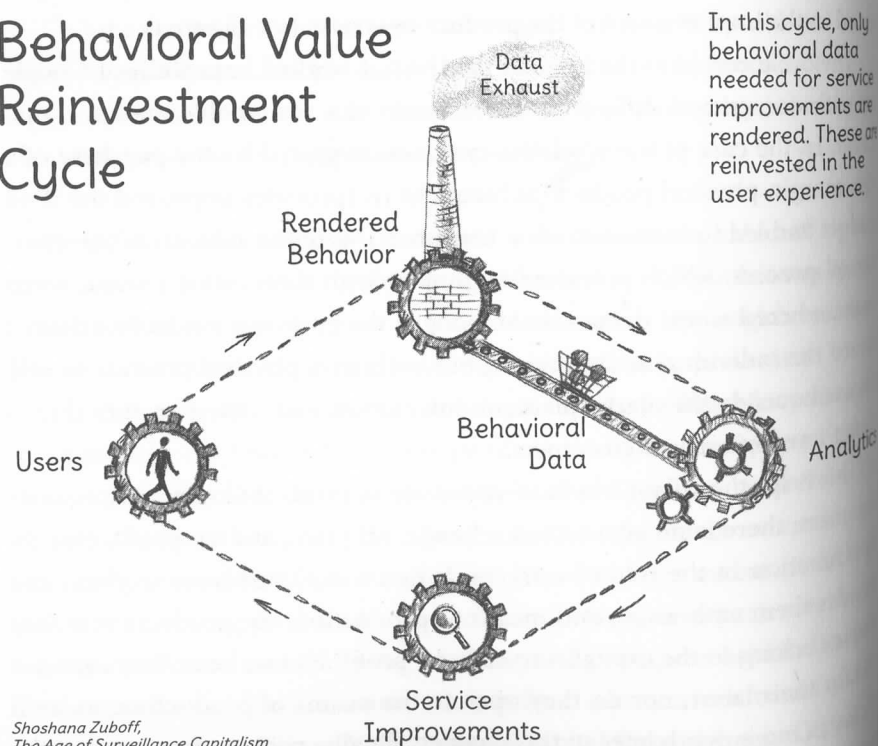 Behavioral Value
Reinvestment
Cycle
In this cycle, only
behavioral data
needed for service
improvements are
rendered. These are
reinvested in the
user experience.
Data
Exhaust
Rendered
Behavior
Users
Behavioral
Data
Analytics
Service
Improvements
Shoshana Zuboff,
The Age of Surveillance Capitalism